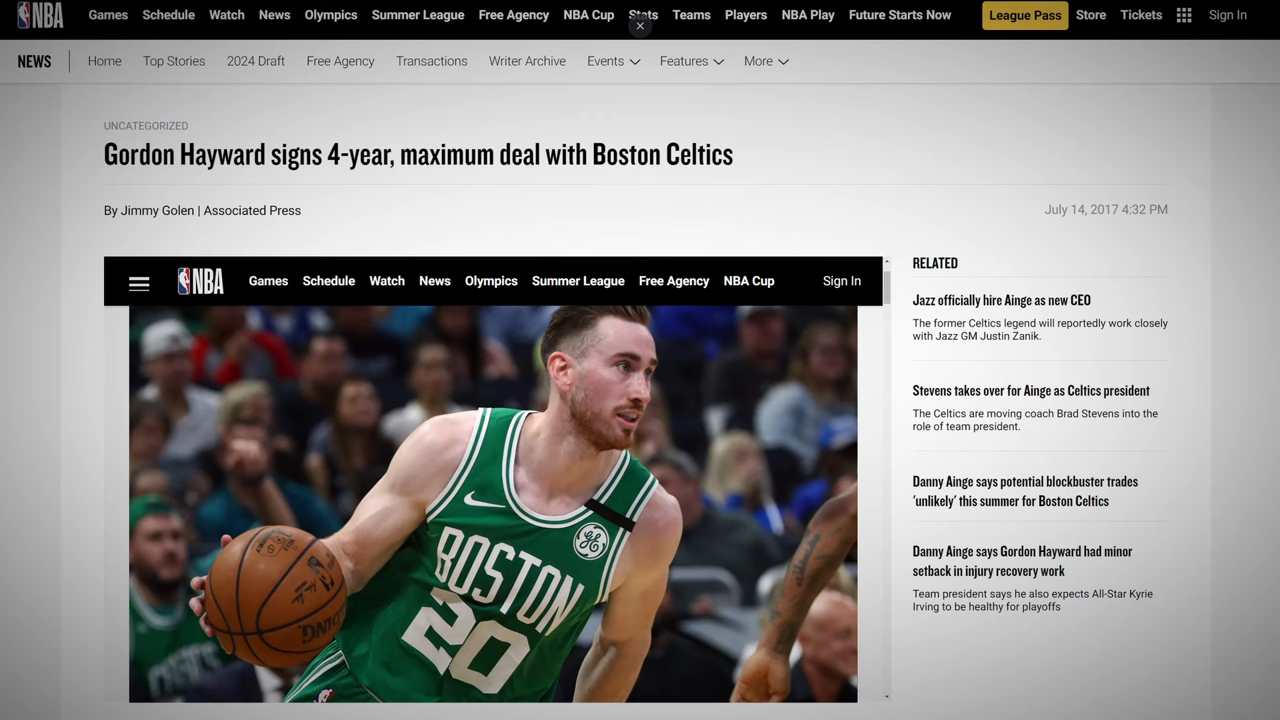 NBA Games Schedule Watch News Olympics Summer League Free Agency NBA Cup Stats Teams Players NBA Play Future Starts Now League Pass Store Tickets Sign In
NEWS Home Top Stories 2024 Draft Free Agency Transactions Writer Archive Events Features More
UNCATEGORIZED
Gordon Hayward signs 4-year, maximum deal with Boston Celtics
By Jimmy Golen | Associated Press
July 14, 2017 4:32 PM
NBA Games Schedule Watch News Olympics Summer League Free Agency NBA Cup Sign In
BOSTON
20
RELATED
Jazz officially hire Ainge as new CEO
The former Celtics legend will reportedly work closely
with Jazz GM Justin Zanik.
Stevens takes over for Ainge as Celtics president
The Celtics are moving coach Brad Stevens into the
role of team president.
Danny Ainge says potential blockbuster trades
'unlikely' this summer for Boston Celtics
Danny Ainge says Gordon Hayward had minor
setback in injury recovery work
Team president says he also expects All-Star Kyrie
Irving to be healthy for playoffs